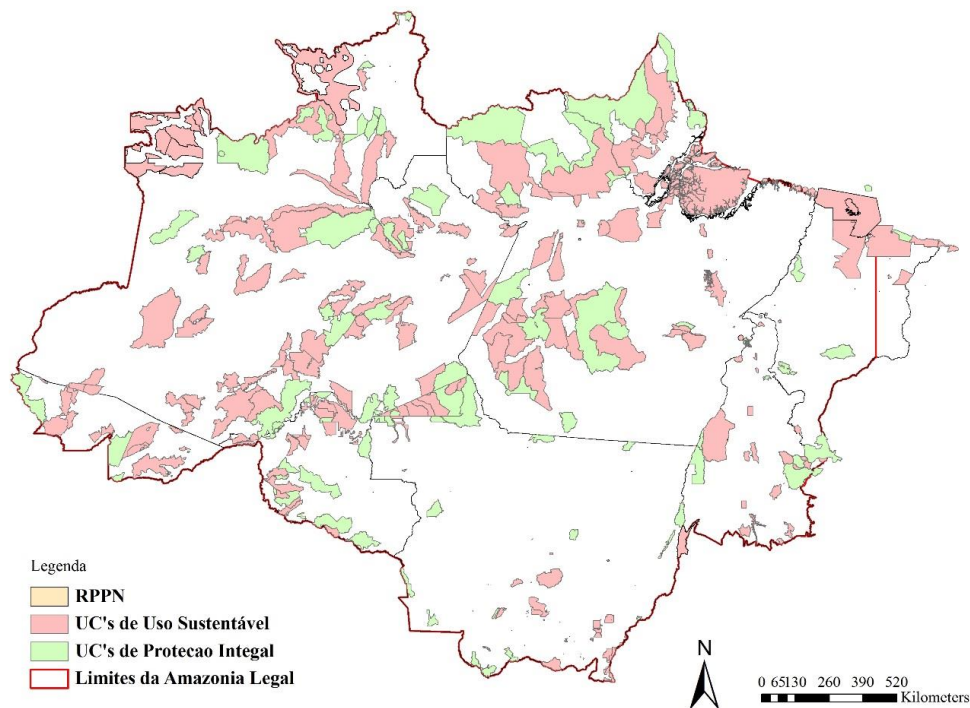 Legenda
RPPN
UC's de Uso Sustentável
UC's de Protecao Integal
Limites da Amazonia Legal
N
0 65130 260 390 520
Kilometers